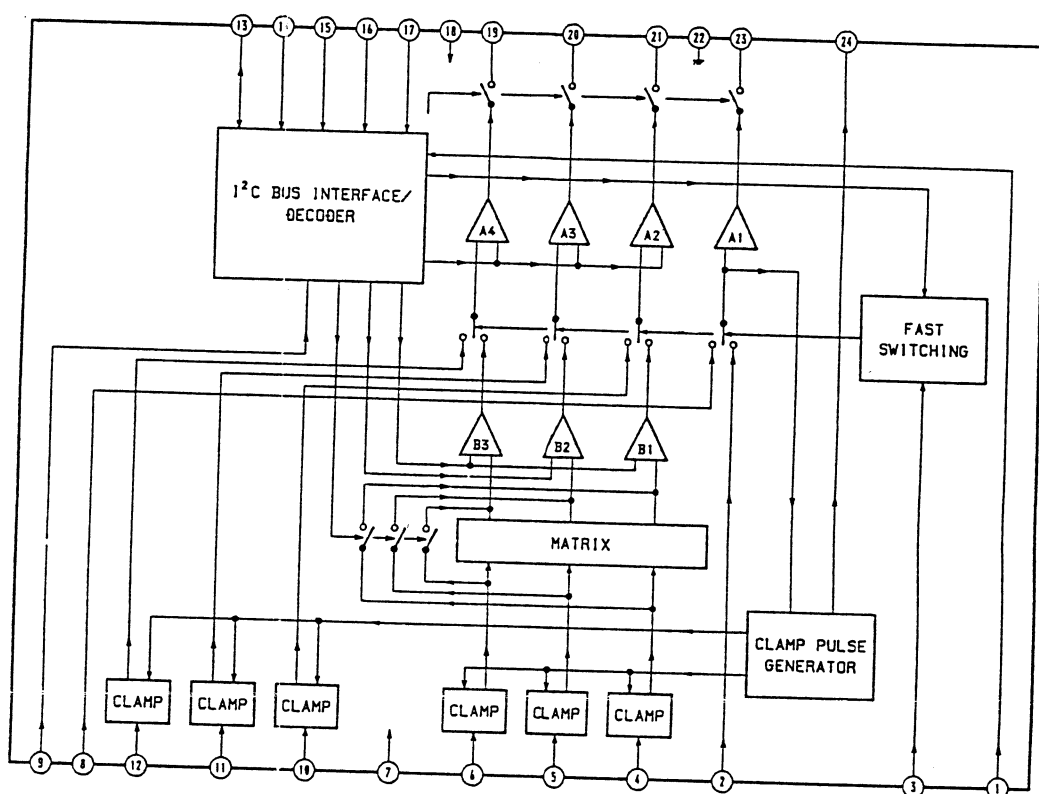 13
15
16
17
18
19
20
21
22
23
24
I²C BUS INTERFACE/
DECODER
A4
A3
A2
A1
FAST
SWITCHING
B3
B2
B1
MATRIX
CLAMP PULSE
GENERATOR
CLAMP
CLAMP
CLAMP
CLAMP
CLAMP
CLAMP
9
8
12
11
10
7
6
5
4
2
3
1